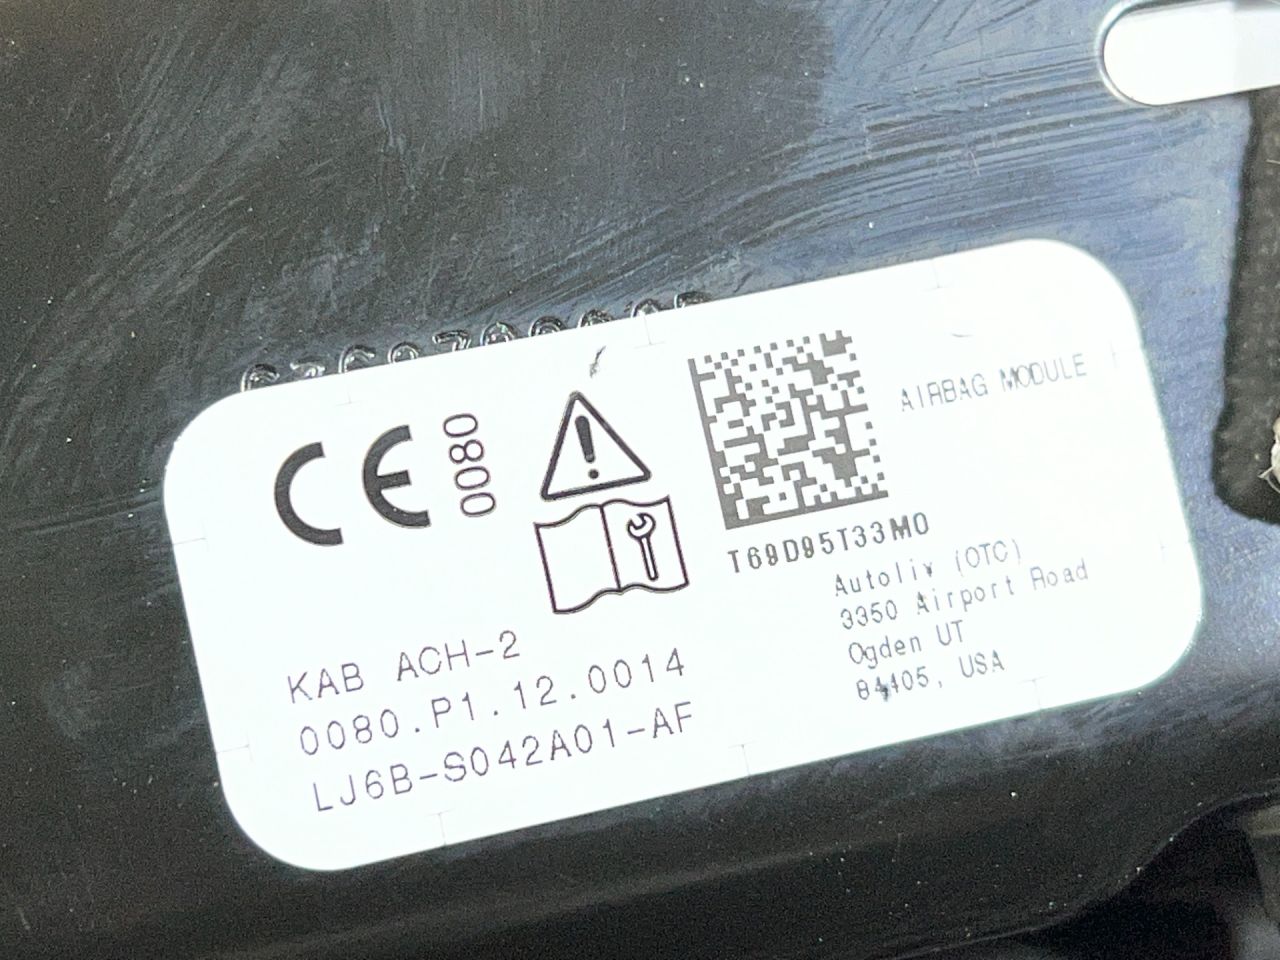 CE 0080
AIRBAG MODULE
T69D95T33M0
Autoliv (OTC)
3350 Airport Road
Ogden UT
84405, USA
KAB ACH-2
0080.P1.12.0014
LJ6B-S042A01-AF